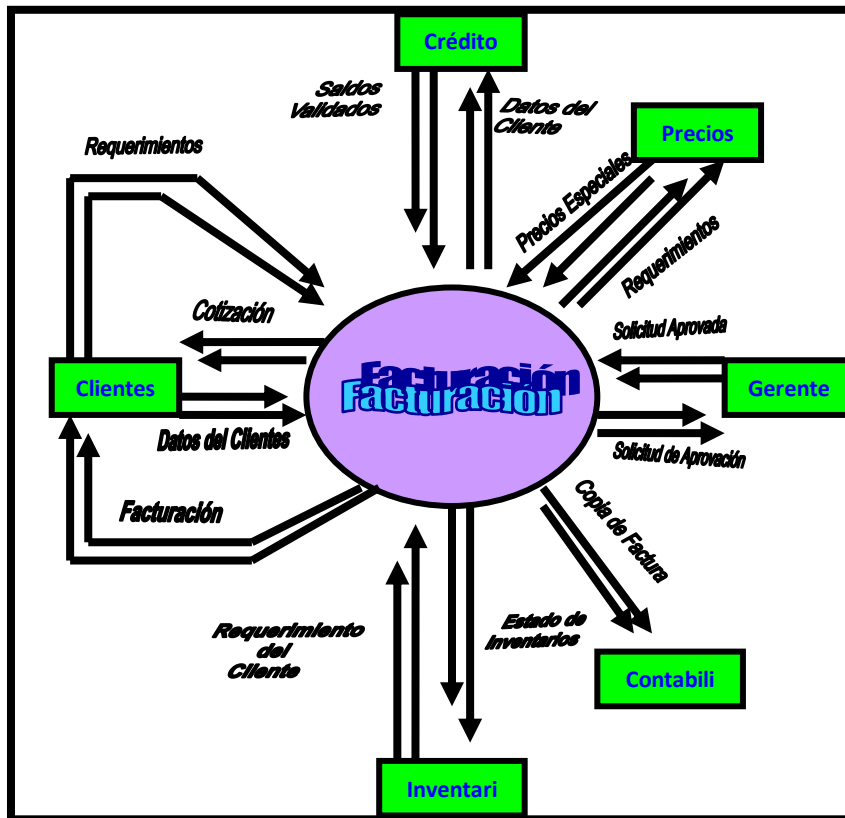 Crédito
Saldos
Validados
Datos del
Cliente
Precios
Requerimientos
Precios Especiales
Requerimientos
Cotización
Solicitud Aprovada
Clientes
Facturación
Facturación
Gerente
Datos del Clientes
Solicitud de Aprovación
Facturación
Copia de Factura
Requerimiento
del
Cliente
Estado de
Inventarios
Contabili
Inventari